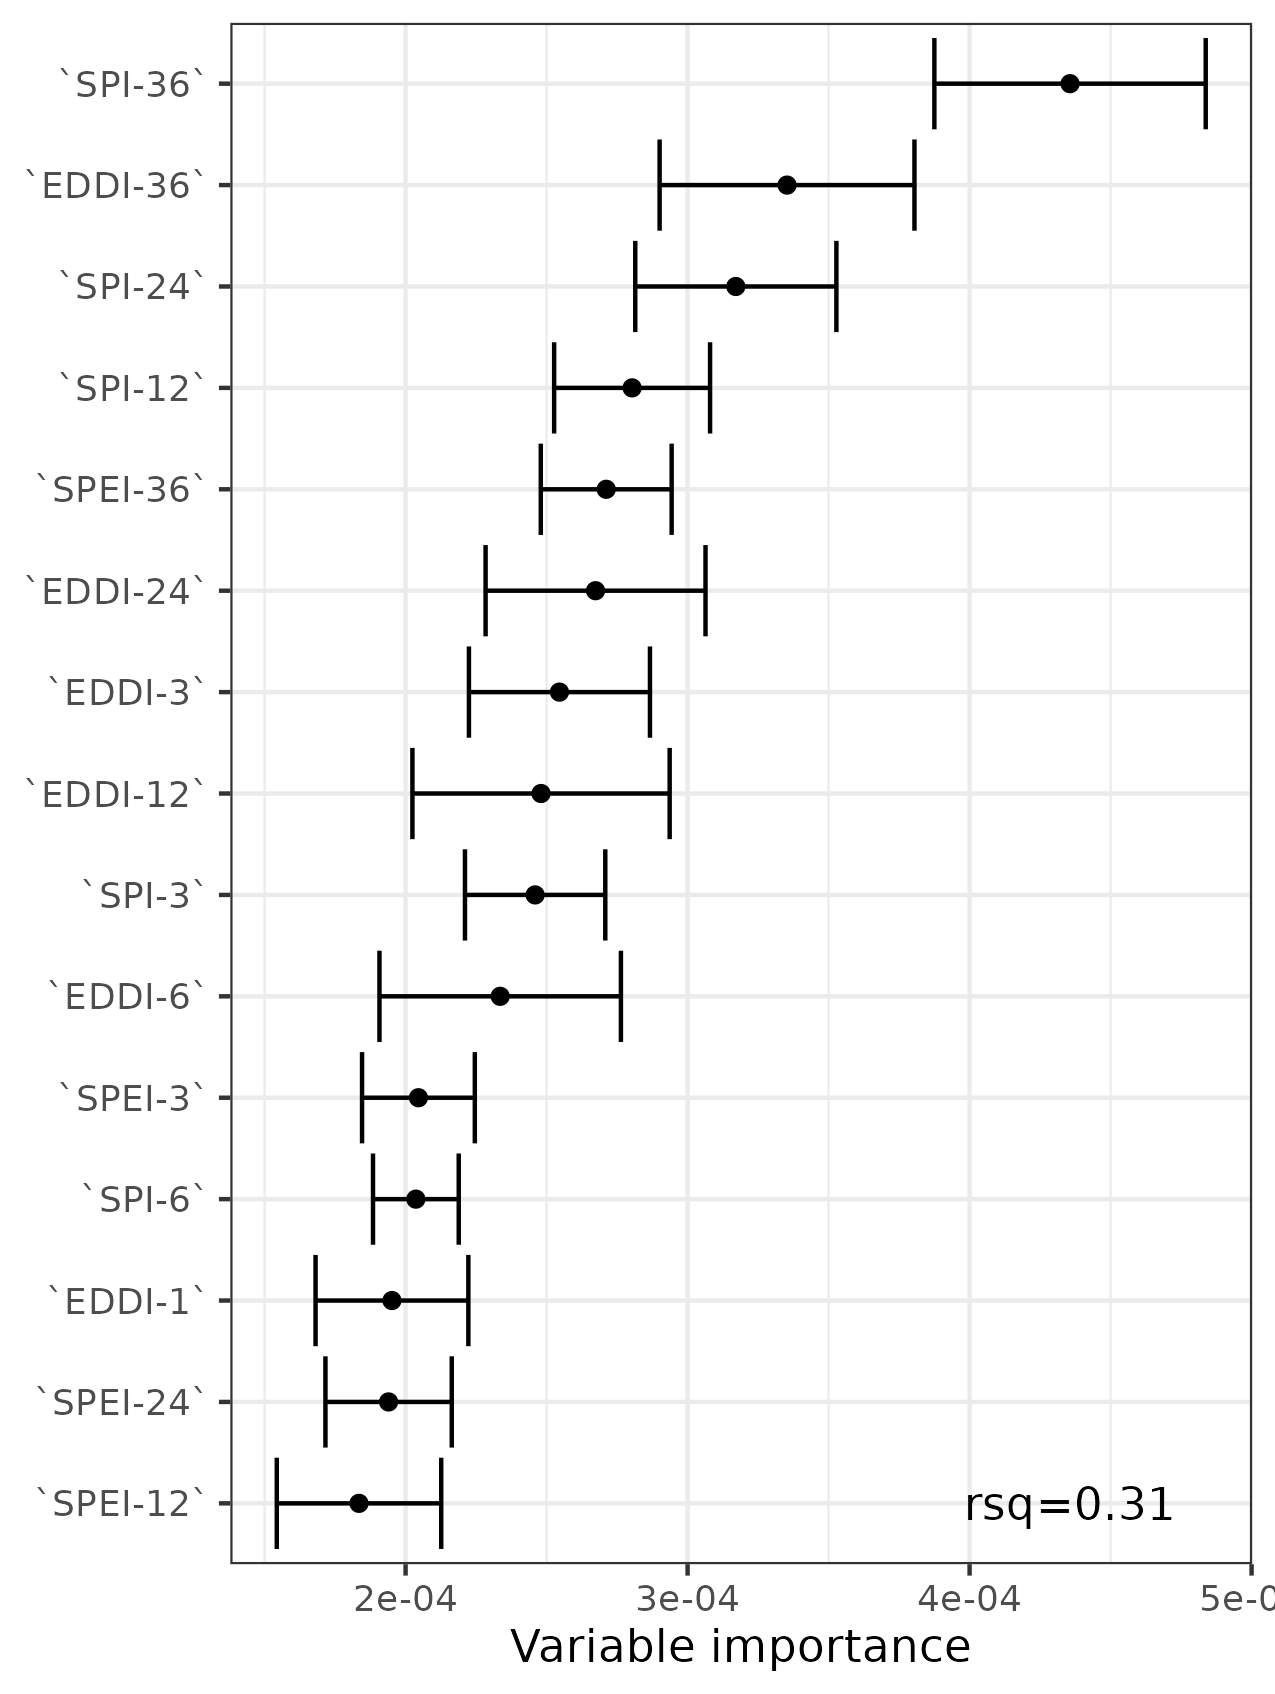 `SPI-36`
`EDDI-36`
`SPI-24`
`SPI-12`
`SPEI-36`
`EDDI-24`
`EDDI-3`
`EDDI-12`
`SPI-3`
`EDDI-6`
`SPEI-3`
`SPI-6`
`EDDI-1`
`SPEI-24`
`SPEI-12`
rsq=0.31
2e-04 3e-04 4e-04 5e-0
Variable importance